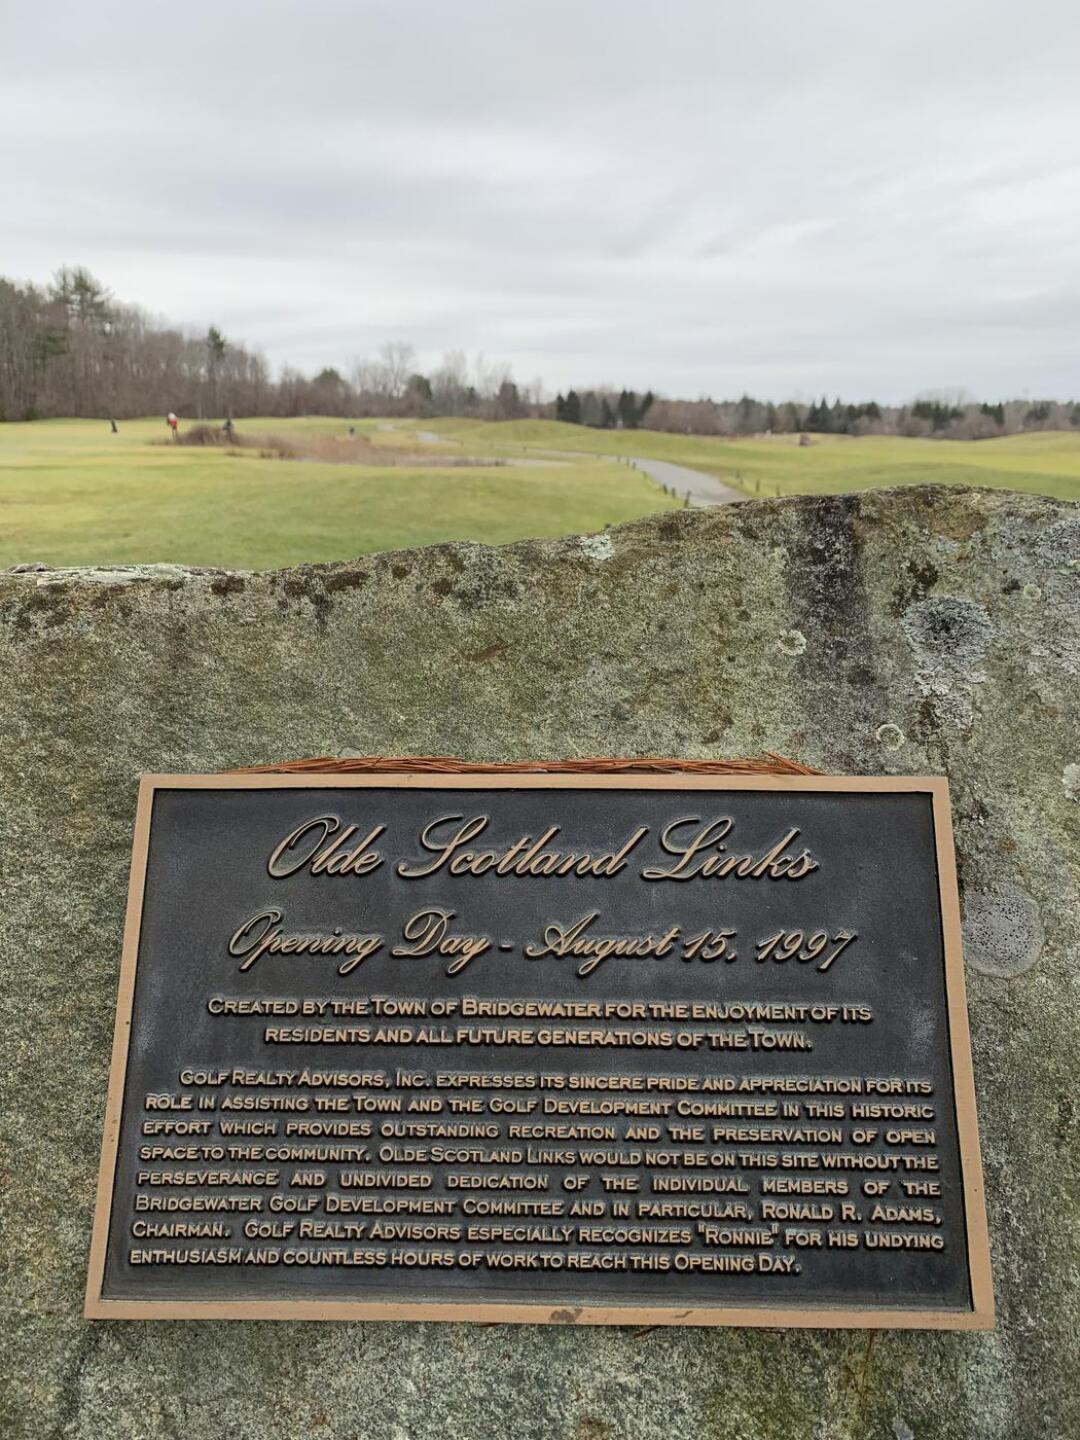 Olde Scotland Links
Opening Day - August 15, 1997
CREATED BY THE TOWN OF BRIDGEWATER FOR THE ENJOYMENT OF ITS
RESIDENTS AND ALL FUTURE GENERATIONS OF THE TOWN.
GOLF REALTY ADVISORS, INC. EXPRESSES ITS SINCERE PRIDE AND APPRECIATION FOR ITS
ROLE IN ASSISTING THE TOWN AND THE GOLF DEVELOPMENT COMMITTEE IN THIS HISTORIC
EFFORT WHICH PROVIDES OUTSTANDING RECREATION AND THE PRESERVATION OF OPEN
SPACE TO THE COMMUNITY. OLDE SCOTLAND LINKS WOULD NOT BE ON THIS SITE WITHOUT THE
PERSEVERANCE AND UNDIVIDED DEDICATION OF THE INDIVIDUAL MEMBERS OF THE
BRIDGEWATER GOLF DEVELOPMENT COMMITTEE AND IN PARTICULAR, RONALD R. ADAMS,
CHAIRMAN. GOLF REALTY ADVISORS ESPECIALLY RECOGNIZES "RONNIE" FOR HIS UNDYING
ENTHUSIASM AND COUNTLESS HOURS OF WORK TO REACH THIS OPENING DAY.